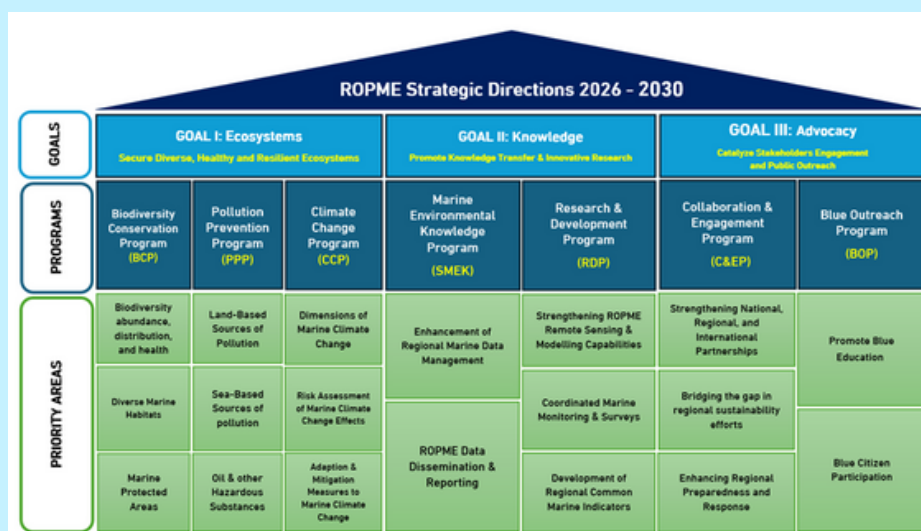 ROPME Strategic Directions 2026 - 2030
GOALS
GOAL I: Ecosystems
Secure Diverse, Healthy and Resilient Ecosystems
GOAL II: Knowledge
Promote Knowledge Transfer & Innovative Research
GOAL III: Advocacy
Catalyze Stakeholders Engagement
and Public Outreach
PROGRAMS
Biodiversity
Conservation
Program
(BCP)
Pollution
Prevention
Program
(PPP)
Climate
Change
Program
(CCP)
Marine
Environmental
Knowledge
Program
(SMEK)
Research &
Development
Program
(RDP)
Collaboration &
Engagement
Program
(C&EP)
Blue Outreach
Program
(BOP)
PRIORITY AREAS
Biodiversity
abundance,
distribution,
and health
Diverse Marine
Habitats
Marine
Protected
Areas
Land-Based
Sources of
Pollution
Sea-Based
Sources of
pollution
Oil & other
Hazardous
Substances
Dimensions of
Marine Climate
Change
Risk Assessment
of Marine Climate
Change Effects
Adaption &
Mitigation
Measures to
Marine Climate
Change
Enhancement of
Regional Marine Data
Management
ROPME Data
Dissemination &
Reporting
Strengthening ROPME
Remote Sensing &
Modelling Capabilities
Coordinated Marine
Monitoring & Surveys
Development of
Regional Common
Marine Indicators
Strengthening National,
Regional, and
International
Partnerships
Bridging the gap in
regional sustainability
efforts
Enhancing Regional
Preparedness and
Response
Promote Blue
Education
Blue Citizen
Participation